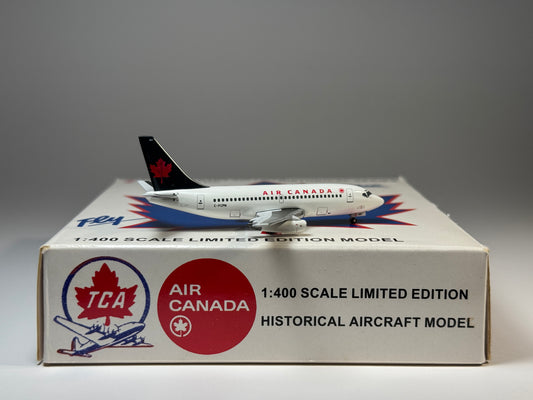 AIR CANADA
Fly
1:400 SCALE LIMITED EDITION MODEL
TCA
AIR
CANADA
1:400 SCALE LIMITED EDITION
HISTORICAL AIRCRAFT MODEL